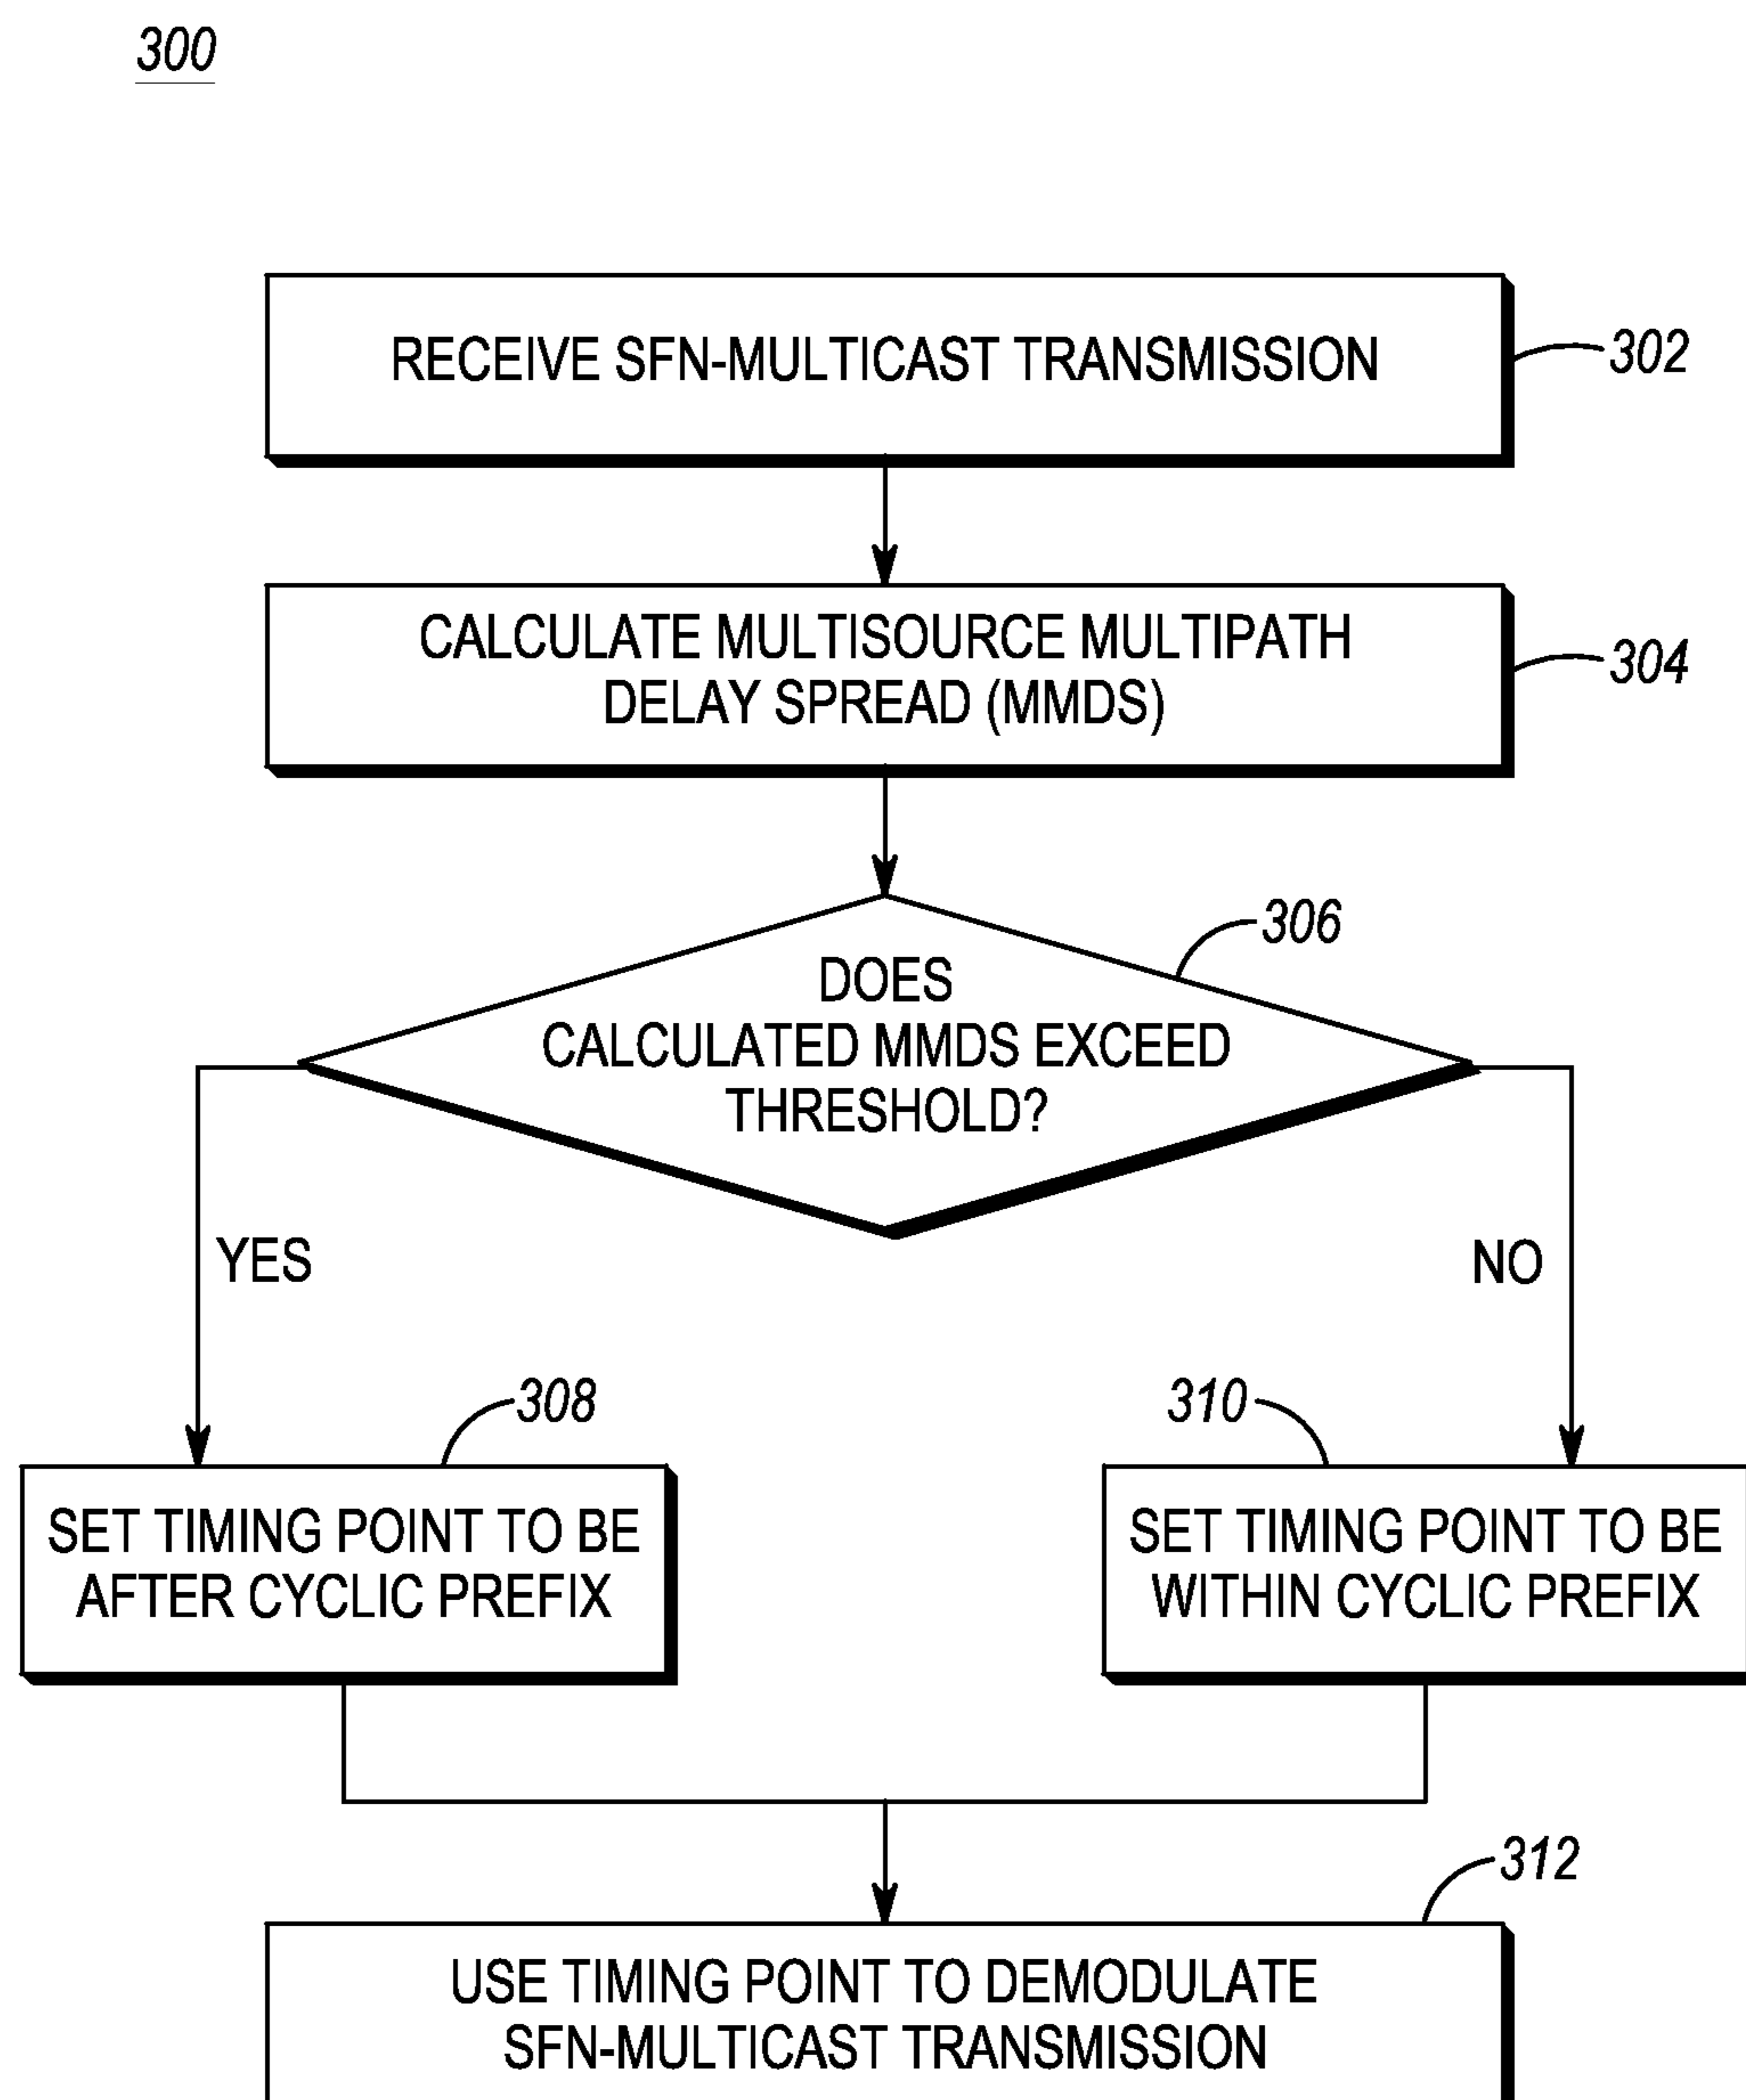 300
RECEIVE SFN-MULTICAST TRANSMISSION
302
CALCULATE MULTISOURCE MULTIPATH
DELAY SPREAD (MMDS)
304
306
DOES
CALCULATED MMDS EXCEED
THRESHOLD?
YES
NO
308
310
SET TIMING POINT TO BE
AFTER CYCLIC PREFIX
SET TIMING POINT TO BE
WITHIN CYCLIC PREFIX
312
USE TIMING POINT TO DEMODULATE
SFN-MULTICAST TRANSMISSION